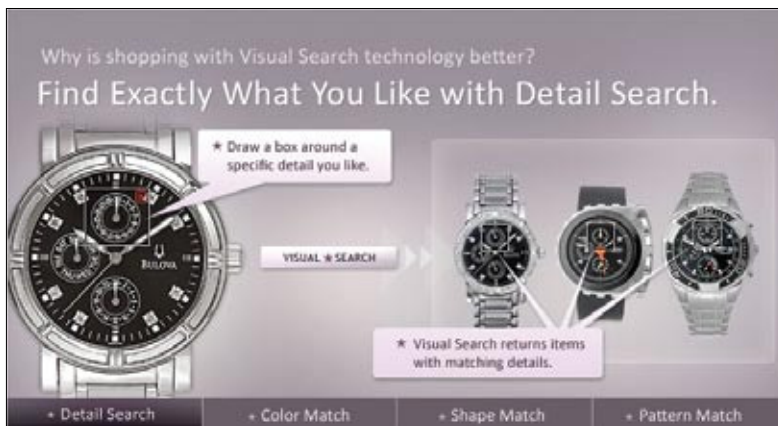 Why is shopping with Visual Search technology better?
Find Exactly What You Like with Detail Search.
★ Draw a box around a
specific detail you like.
BULOVA
VISUAL ★ SEARCH
★ Visual Search returns items
with matching details.
★ Detail Search
★ Color Match
★ Shape Match
★ Pattern Match